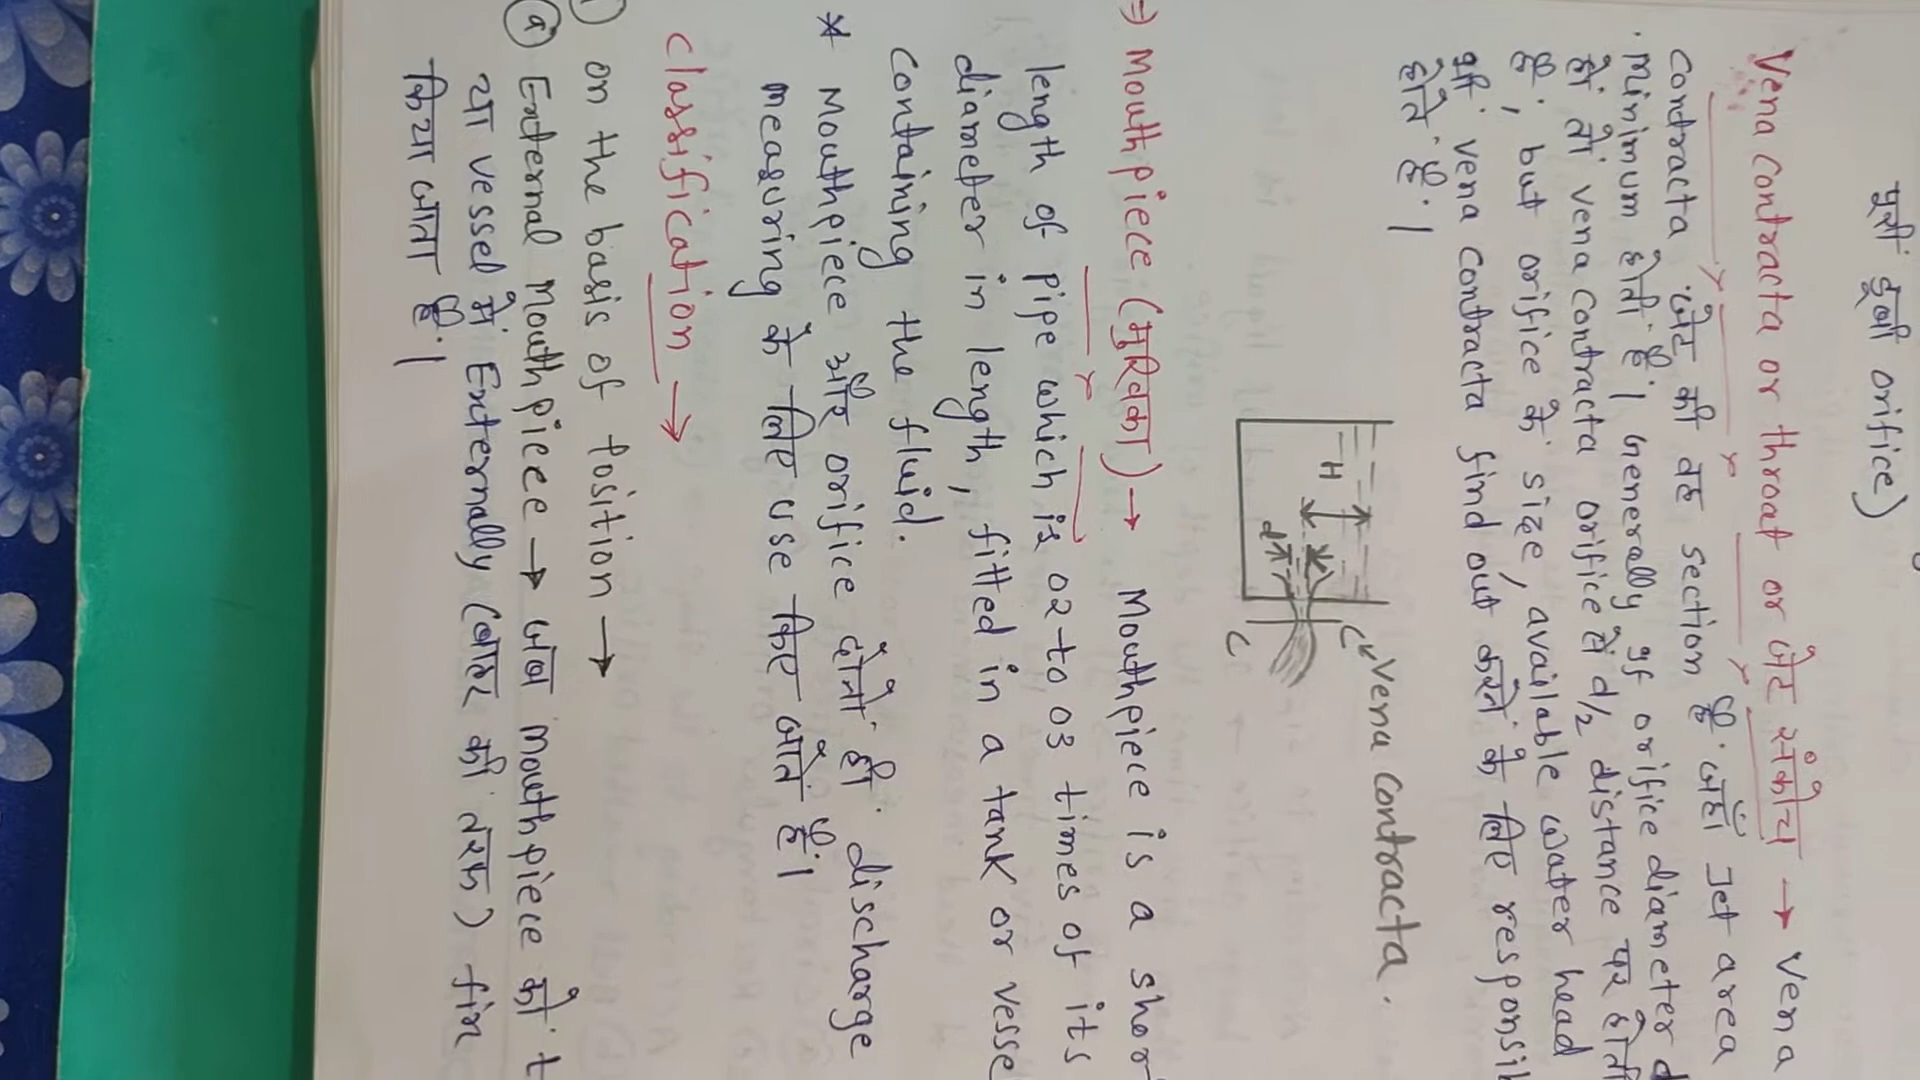 पूरी डूबी orifice)
Vena Contracta or throat or जेट संकोच → Vena
Contracta जेट की वह section है जहाँ Jet area
minimum होती है। Generally if orifice diameter d
हो तो vena contracta orifice से d/2 distance पर होती
है, but orifice के size, available water head
भी vena contracta find out करने के लिए responsib
होते है।
Vena Contracta.
H
d
C
C
⇒ Mouthpiece (मुखिका) → Mouthpiece is a shor
length of pipe which is 02 to 03 times of its
diameter in length, fitted in a tank or vesse
containing the fluid.
* Mouthpiece और orifice दोनों ही discharge
measuring के लिए use किए जाते है।
Classification →
on the basis of Position →
(a) External Mouthpiece → जब mouthpiece को t
या vessel में Externally (बाहर की तरफ) fix
किया जाता है।